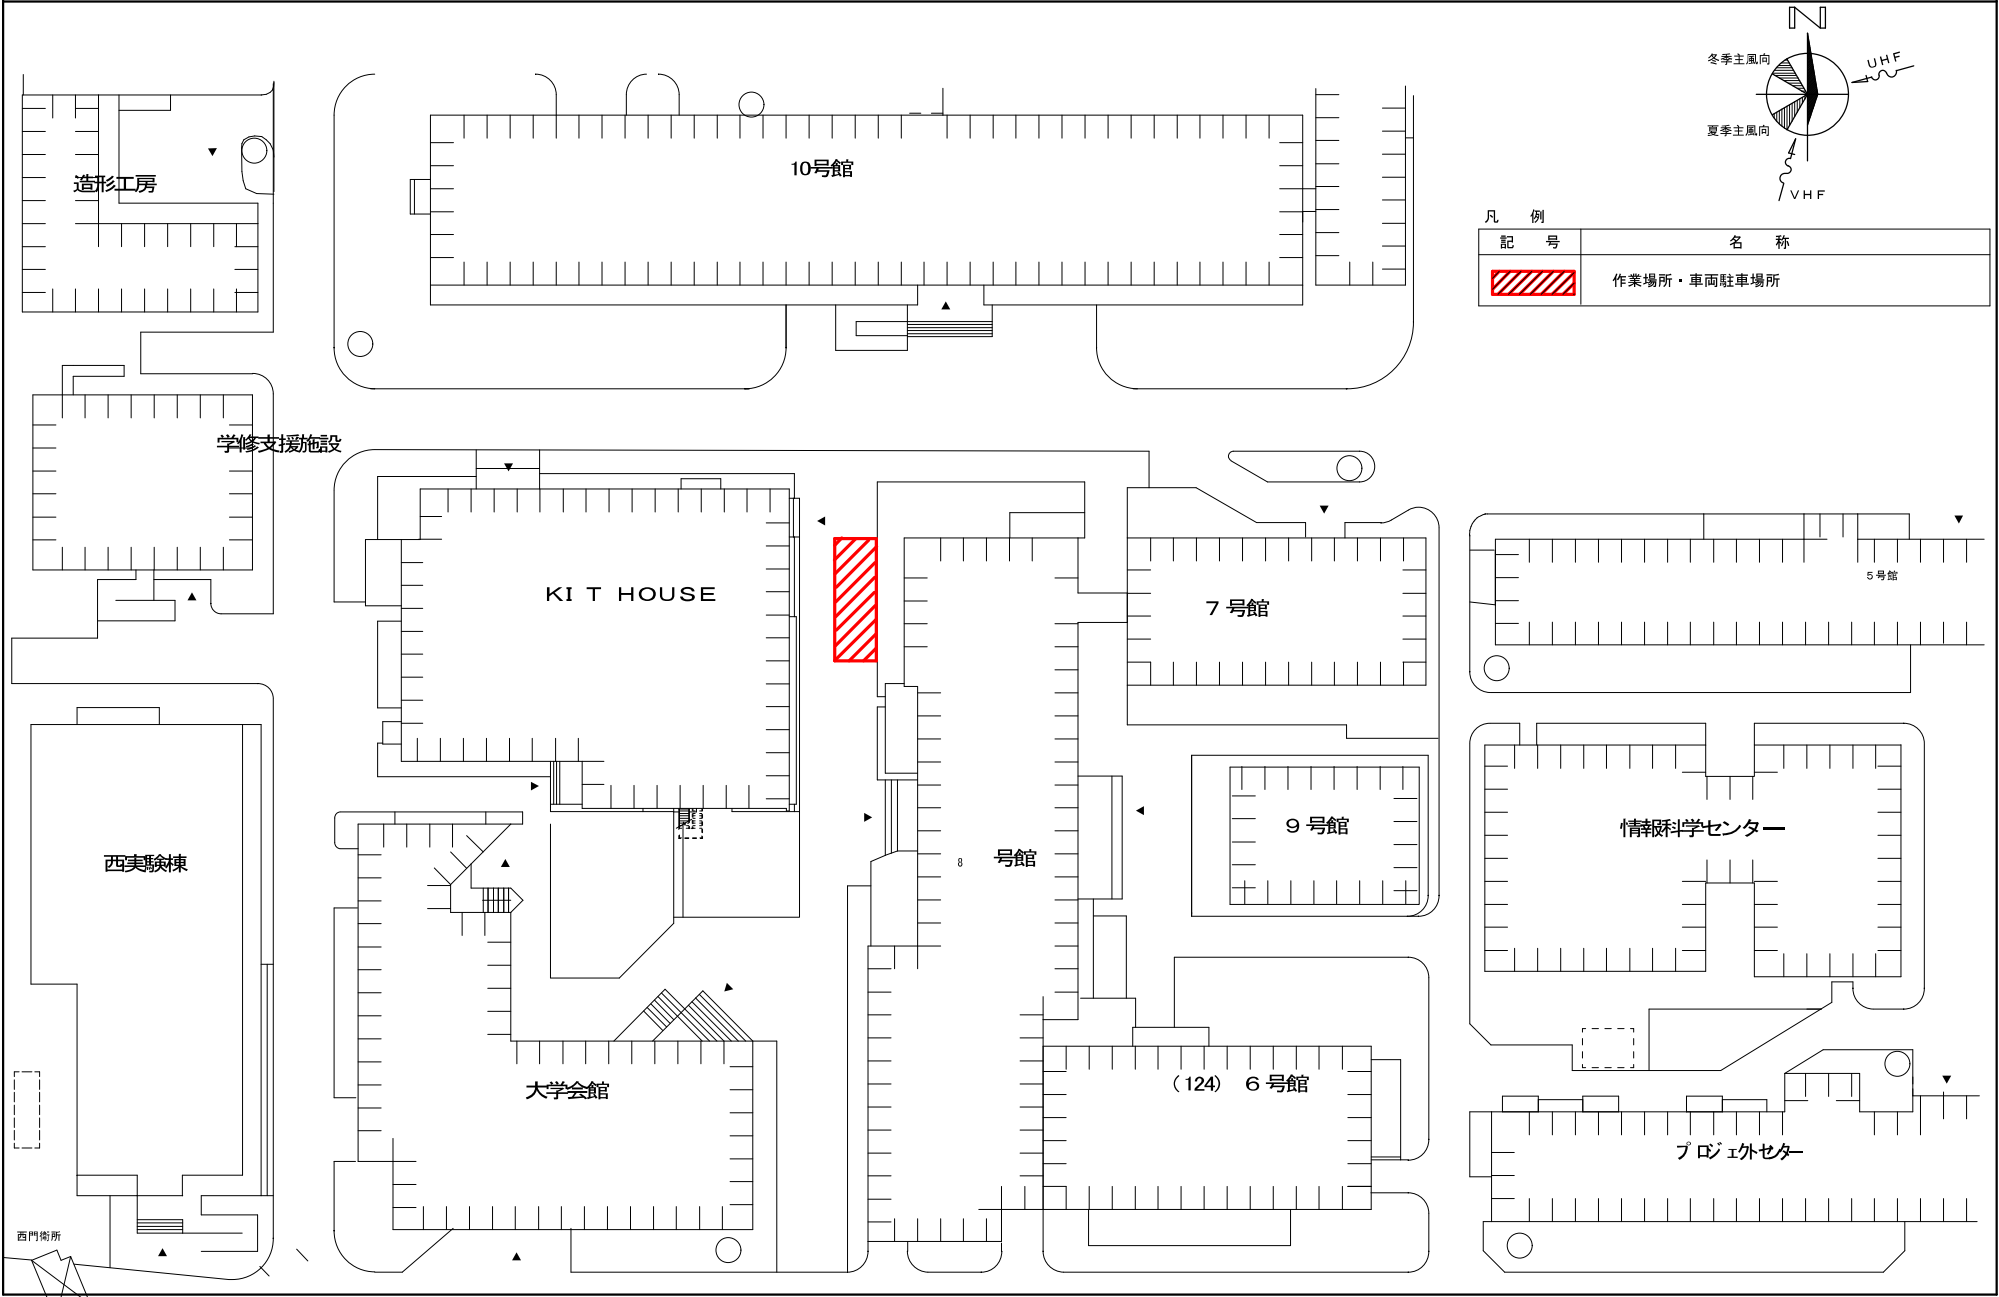 N
冬季主風向
UHF
夏季主風向
VHF
凡 例
記 号
名 称
作業場所・車両駐車場所
10号館
造形工房
学修支援施設
KIT HOUSE
7 号館
5号館
9 号館
情報科学センター
西実験棟
8 号館
大学会館
(124) 6 号館
プロジェクトセンター
西門衛所